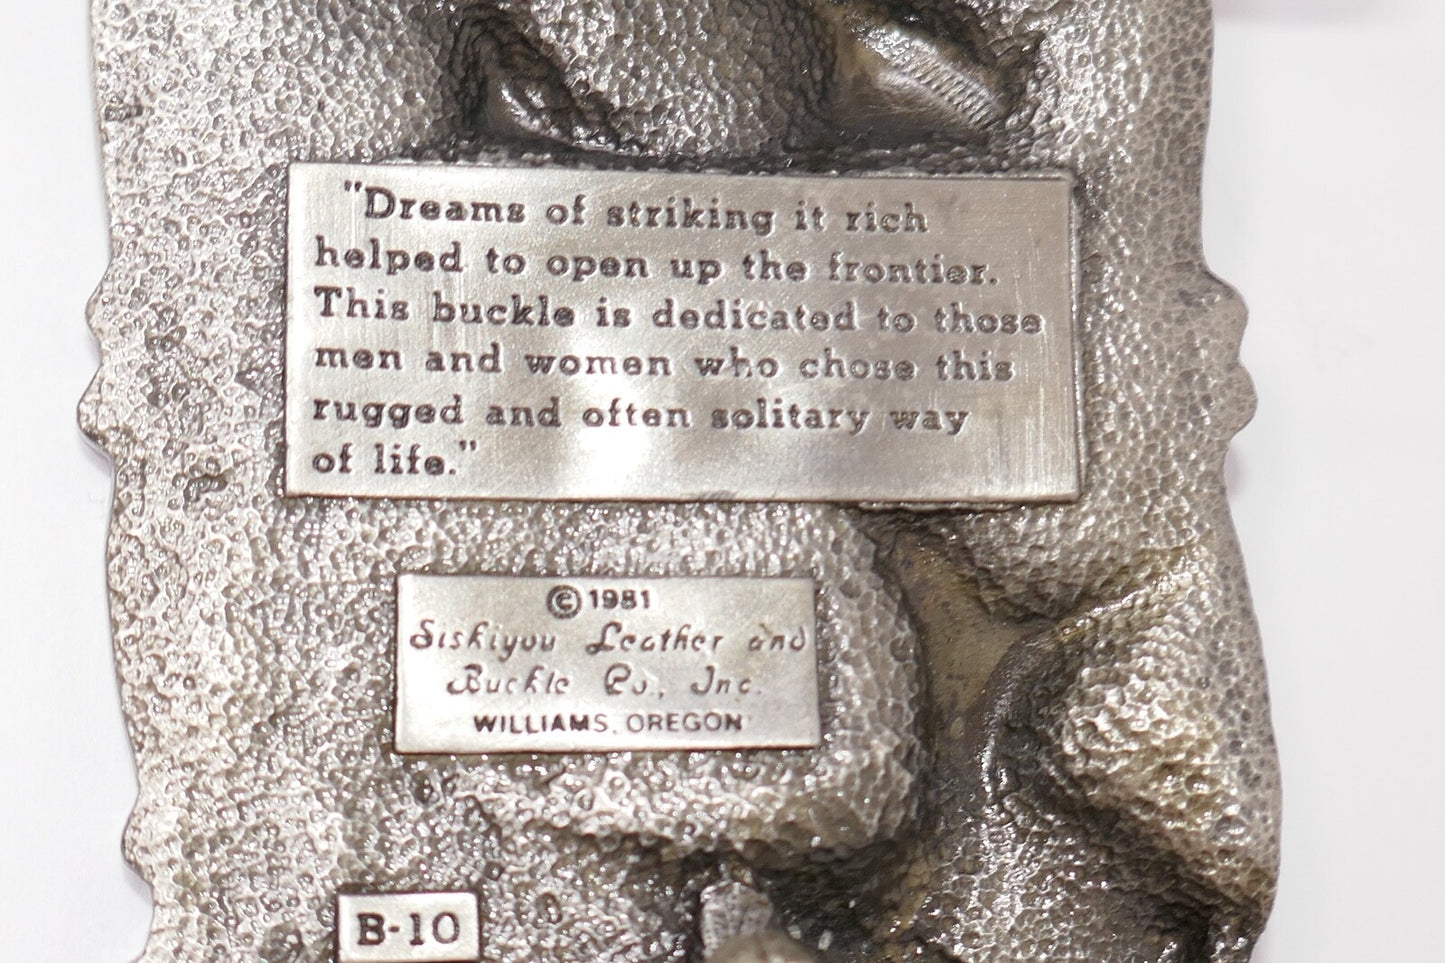 "Dreams of striking it rich
helped to open up the frontier.
This buckle is dedicated to those
men and women who chose this
rugged and often solitary way
of life."
©1981
Siskiyou Leather and
Buckle Co., Inc.
WILLIAMS, OREGON
B-10